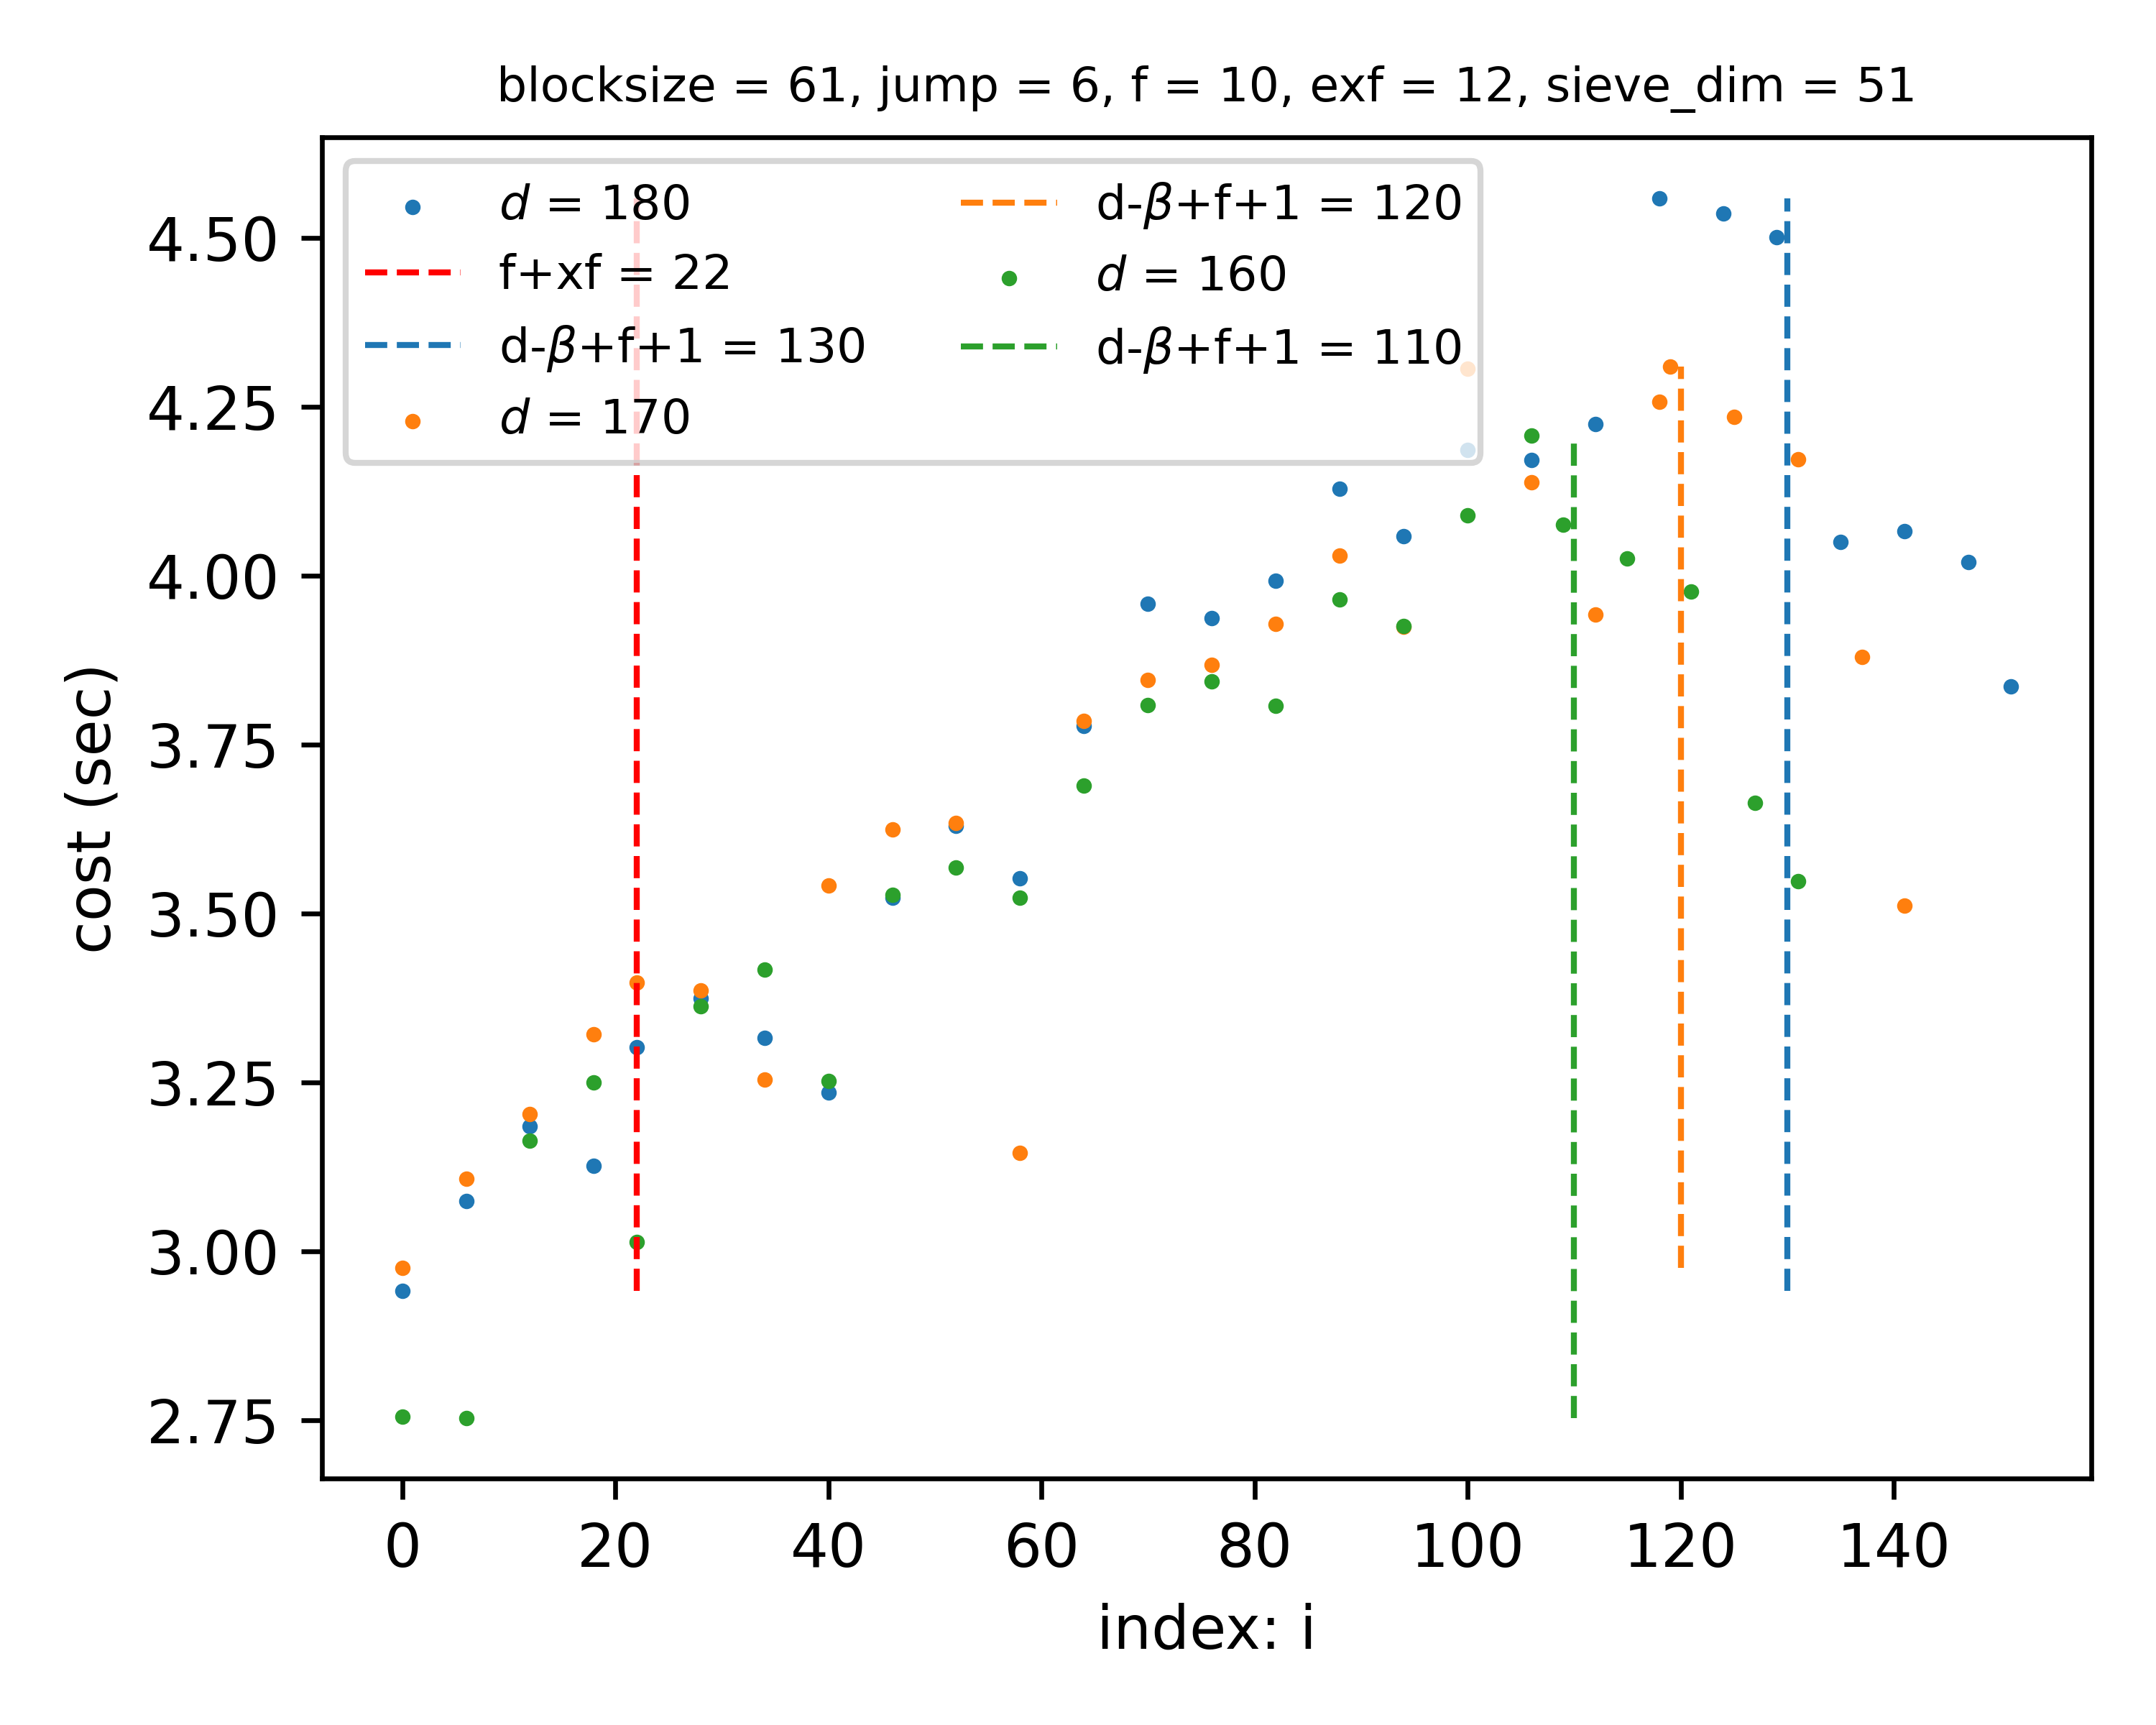 blocksize = 61, jump = 6, f = 10, exf = 12, sieve_dim = 51
d = 180
f+xf = 22
d-β+f+1 = 130
d = 170
d-β+f+1 = 120
d = 160
d-β+f+1 = 110
cost (sec)
4.50
4.25
4.00
3.75
3.50
3.25
3.00
2.75
0 20 40 60 80 100 120 140
index: i